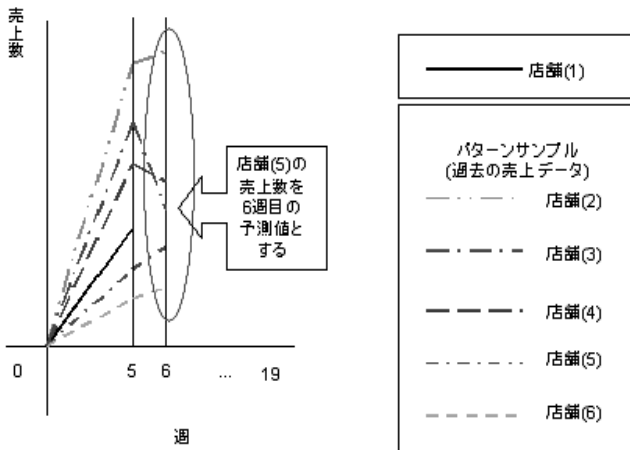 売上数
店舗(5)の
売上数を
6週目の
予測値と
する
0
5
6
...
19
週
店舗(1)
パターンサンプル
(過去の売上データ)
店舗(2)
店舗(3)
店舗(4)
店舗(5)
店舗(6)